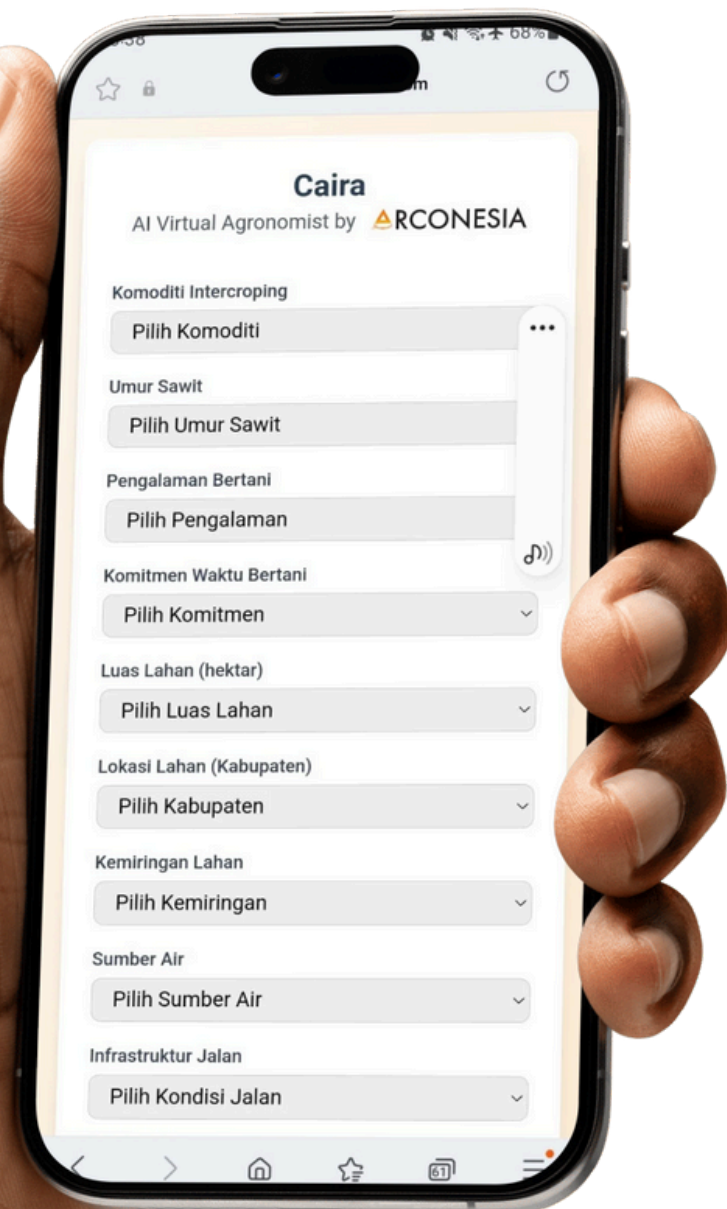 68%
m
Caira
AI Virtual Agronomist by ARCONESIA
Komoditi Intercroping
Pilih Komoditi
Umur Sawit
Pilih Umur Sawit
Pengalaman Bertani
Pilih Pengalaman
Komitmen Waktu Bertani
Pilih Komitmen
Luas Lahan (hektar)
Pilih Luas Lahan
Lokasi Lahan (Kabupaten)
Pilih Kabupaten
Kemiringan Lahan
Pilih Kemiringan
Sumber Air
Pilih Sumber Air
Infrastruktur Jalan
Pilih Kondisi Jalan
61